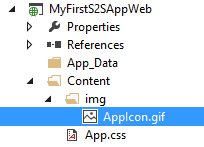 MyFirstS2SAppWeb
Properties
References
App_Data
Content
img
AppIcon.gif
App.css